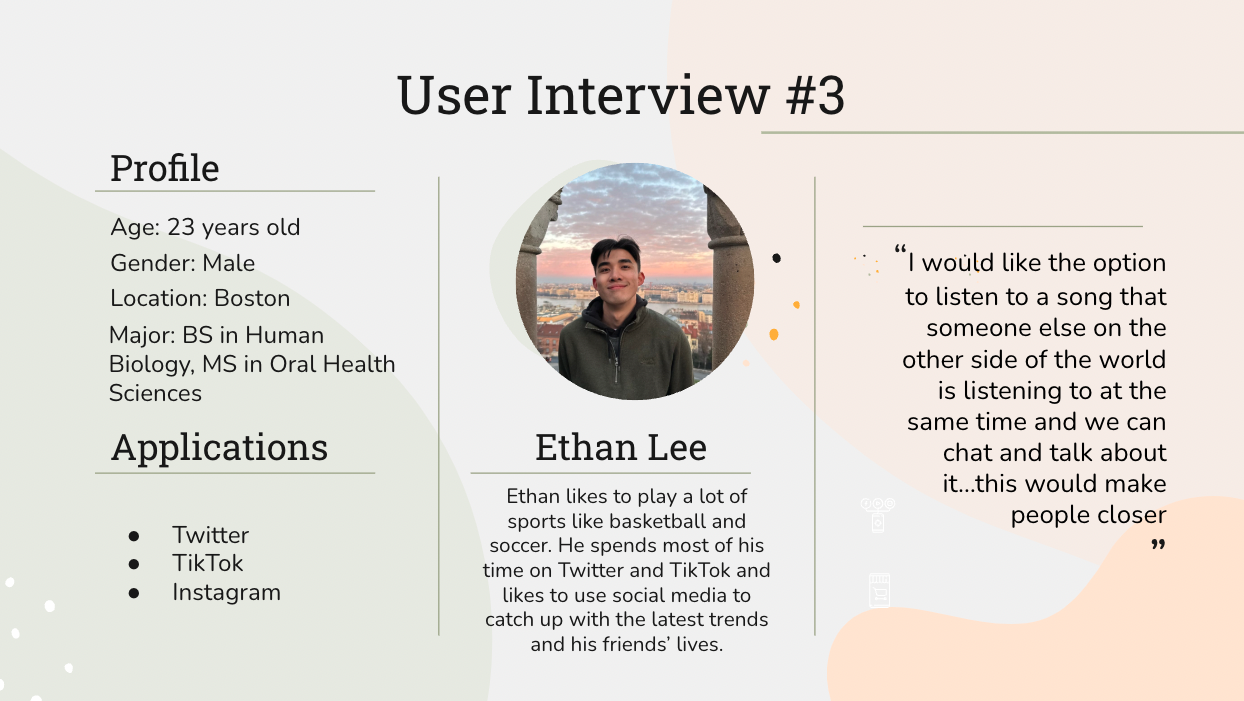 User Interview #3
Profile
Age: 23 years old
Gender: Male
Location: Boston
Major: BS in Human
Biology, MS in Oral Health
Sciences
Applications
● Twitter
● TikTok
● Instagram
Ethan Lee
Ethan likes to play a lot of
sports like basketball and
soccer. He spends most of his
time on Twitter and TikTok and
likes to use social media to
catch up with the latest trends
and his friends’ lives.
“I would like the option
to listen to a song that
someone else on the
other side of the world
is listening to at the
same time and we can
chat and talk about
it...this would make
people closer
”